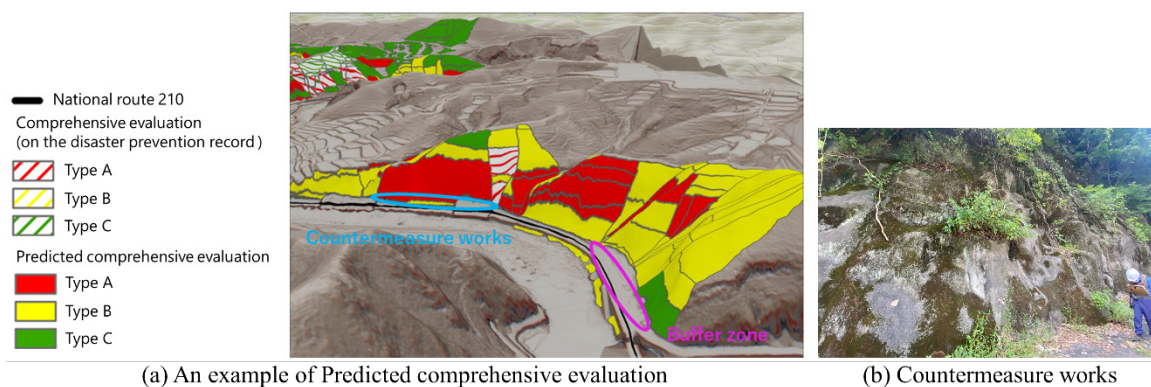 National route 210
Comprehensive evaluation
(on the disaster prevention record )
Type A
Type B
Type C
Predicted comprehensive evaluation
Type A
Type B
Type C
Countermeasure works
Buffer zone
(a) An example of Predicted comprehensive evaluation
(b) Countermeasure works